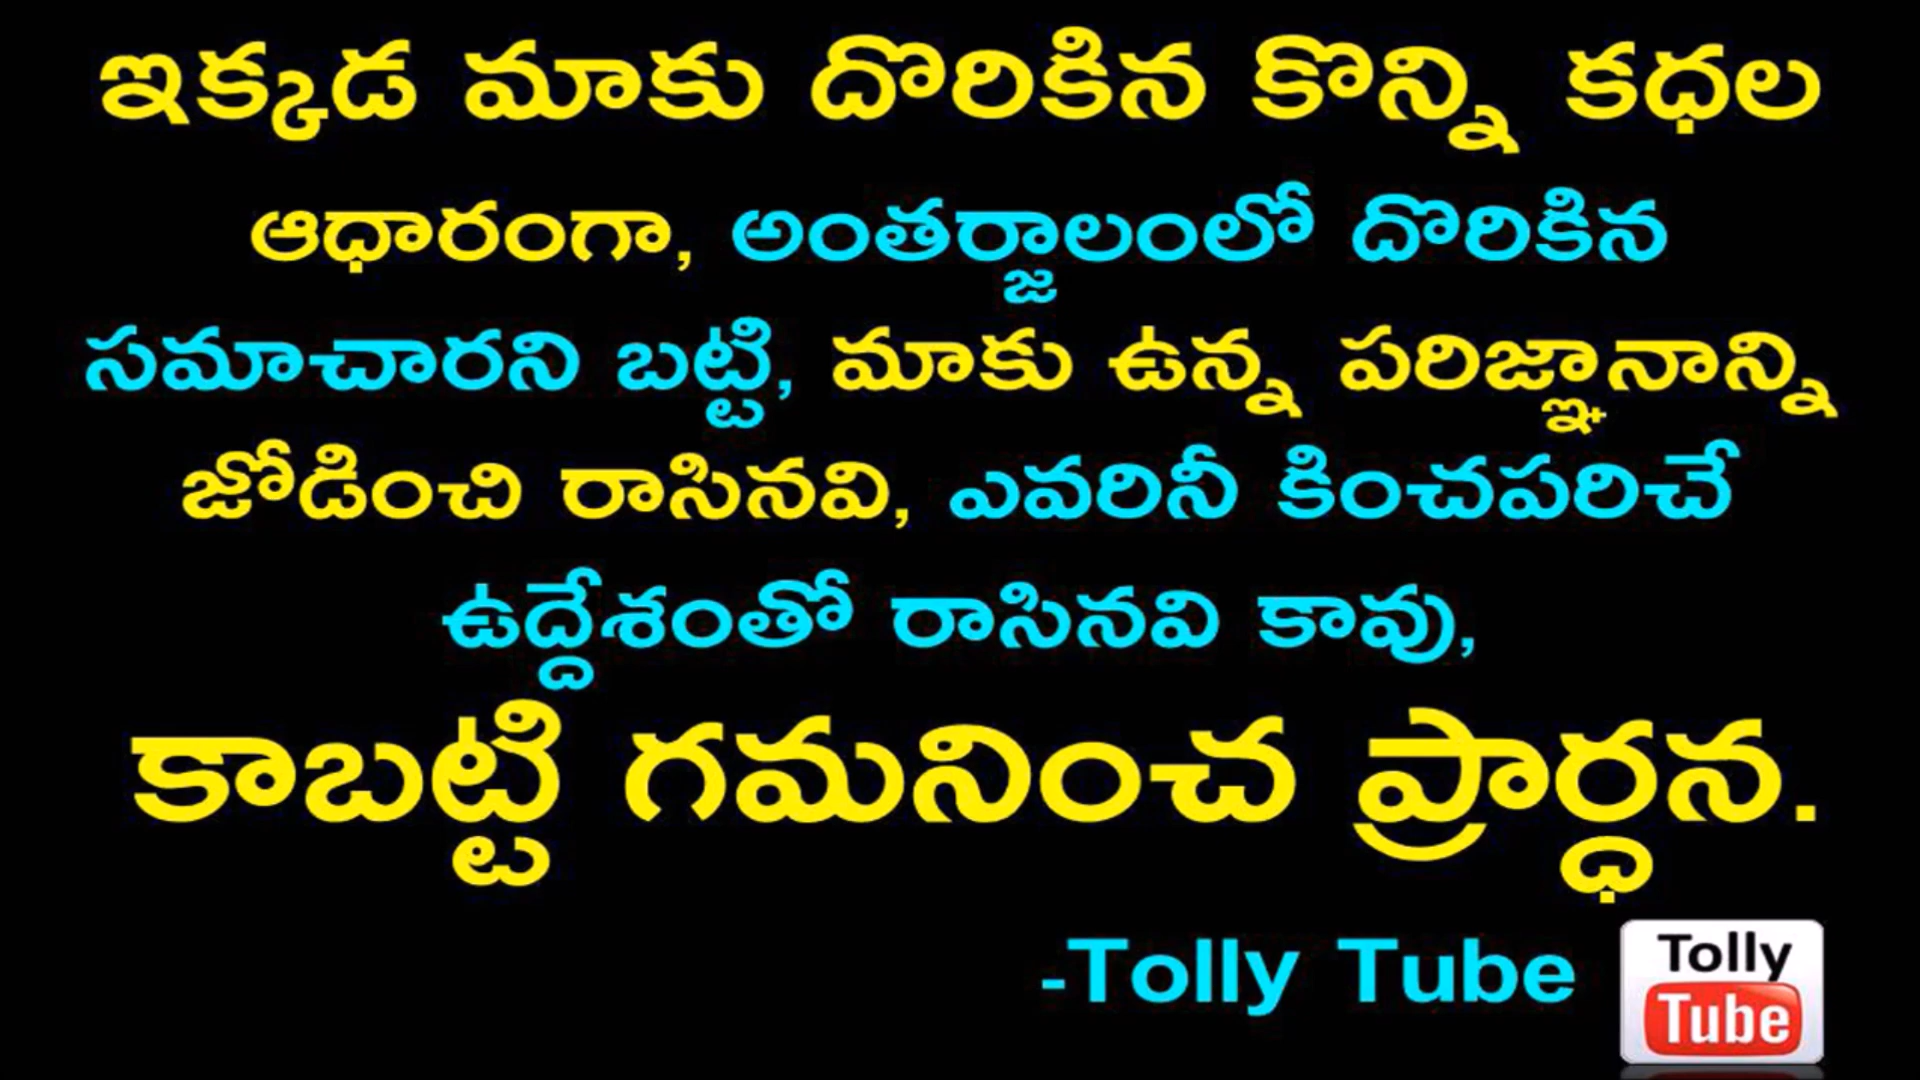 ఇక్కడ మాకు దొరికిన కొన్ని కధల
ఆధారంగా, అంతర్జాలంలో దొరికిన
సమాచారని బట్టి, మాకు ఉన్న పరిజ్ఞానాన్ని
జోడించి రాసినవి, ఎవరినీ కించపరిచే
ఉద్దేశంతో రాసినవి కావు,
కాబట్టి గమనించ ప్రార్ధన.
-Tolly Tube
Tolly
Tube